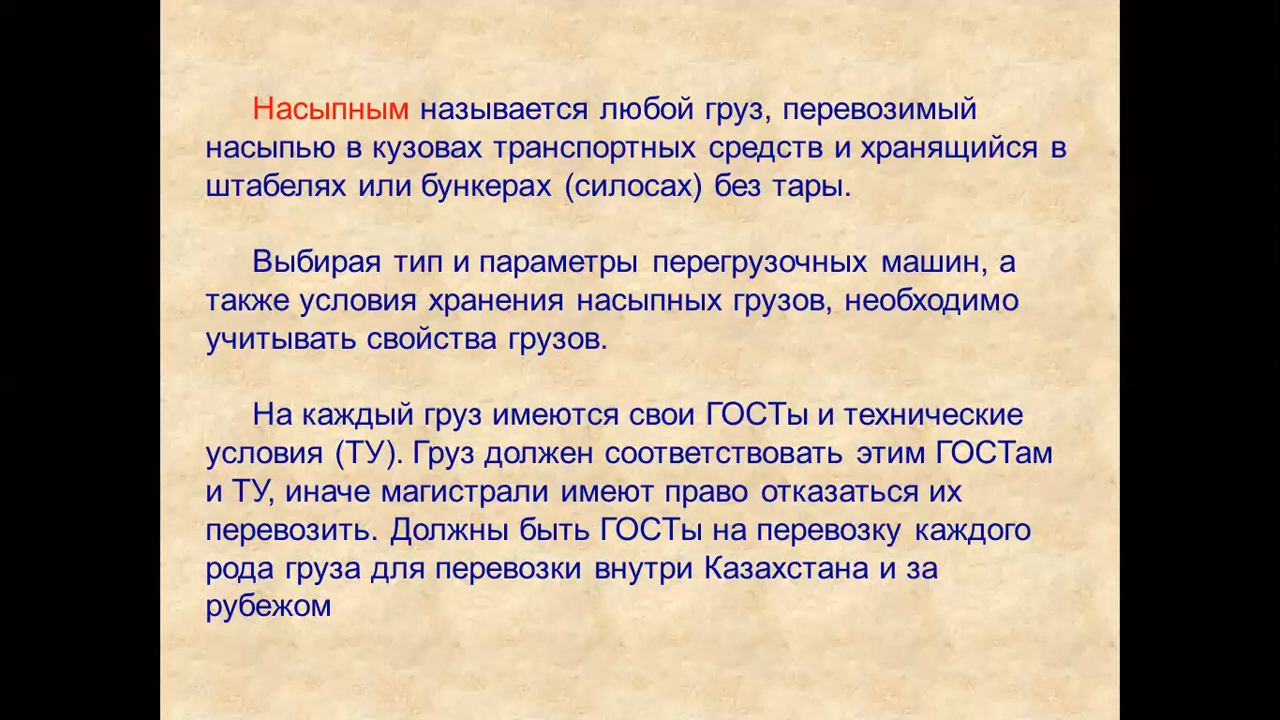 Насыпным называется любой груз, перевозимый
насыпью в кузовах транспортных средств и хранящийся в
штабелях или бункерах (силосах) без тары.
Выбирая тип и параметры перегрузочных машин, а
также условия хранения насыпных грузов, необходимо
учитывать свойства грузов.
На каждый груз имеются свои ГОСТы и технические
условия (ТУ). Груз должен соответствовать этим ГОСТам
и ТУ, иначе магистрали имеют право отказаться их
перевозить. Должны быть ГОСТы на перевозку каждого
рода груза для перевозки внутри Казахстана и за
рубежом